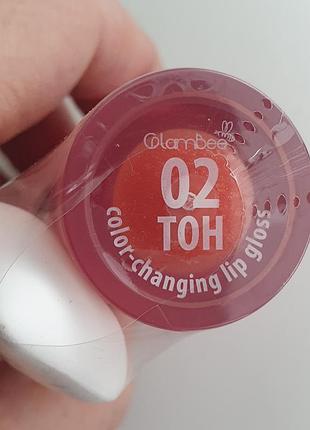 GlamBee
02
ТОН
color-changing lip gloss